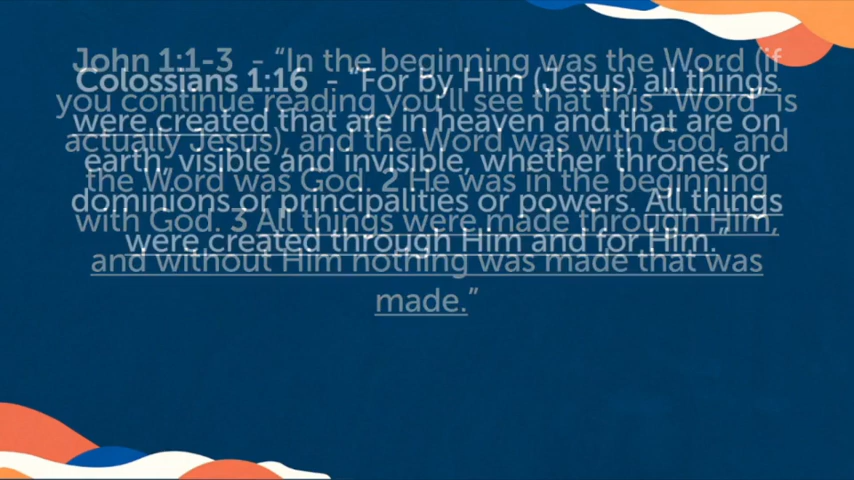 John 1:1-3 - “In the beginning was the Word (if
you continue reading you'll see that this “Word” is
actually Jesus), and the Word was with God, and
the Word was God. 2 He was in the beginning
with God. 3 All things were made through Him,
and without Him nothing was made that was
made.”
Colossians 1:16 - “For by Him (Jesus) all things
were created that are in heaven and that are on
earth, visible and invisible, whether thrones or
dominions or principalities or powers. All things
were created through Him and for Him.”